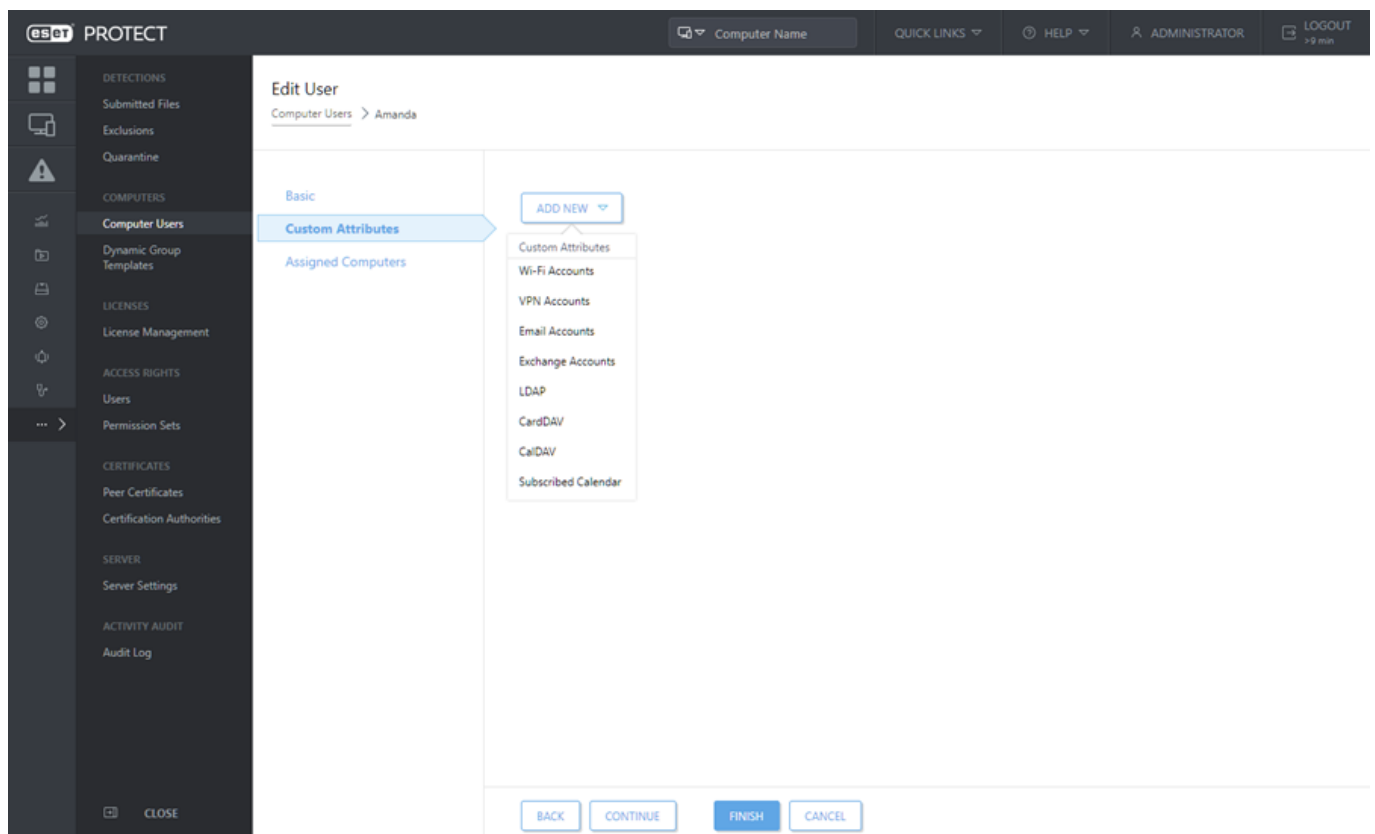 eset PROTECT
Computer Name
QUICK LINKS
HELP
ADMINISTRATOR
LOGOUT
>9 min
DETECTIONS
Submitted Files
Exclusions
Quarantine
COMPUTERS
Computer Users
Dynamic Group
Templates
LICENSES
License Management
ACCESS RIGHTS
Users
Permission Sets
CERTIFICATES
Peer Certificates
Certification Authorities
SERVER
Server Settings
ACTIVITY AUDIT
Audit Log
CLOSE
Edit User
Computer Users > Amanda
Basic
Custom Attributes
Assigned Computers
ADD NEW
Custom Attributes
Wi-Fi Accounts
VPN Accounts
Email Accounts
Exchange Accounts
LDAP
CardDAV
CalDAV
Subscribed Calendar
BACK
CONTINUE
FINISH
CANCEL